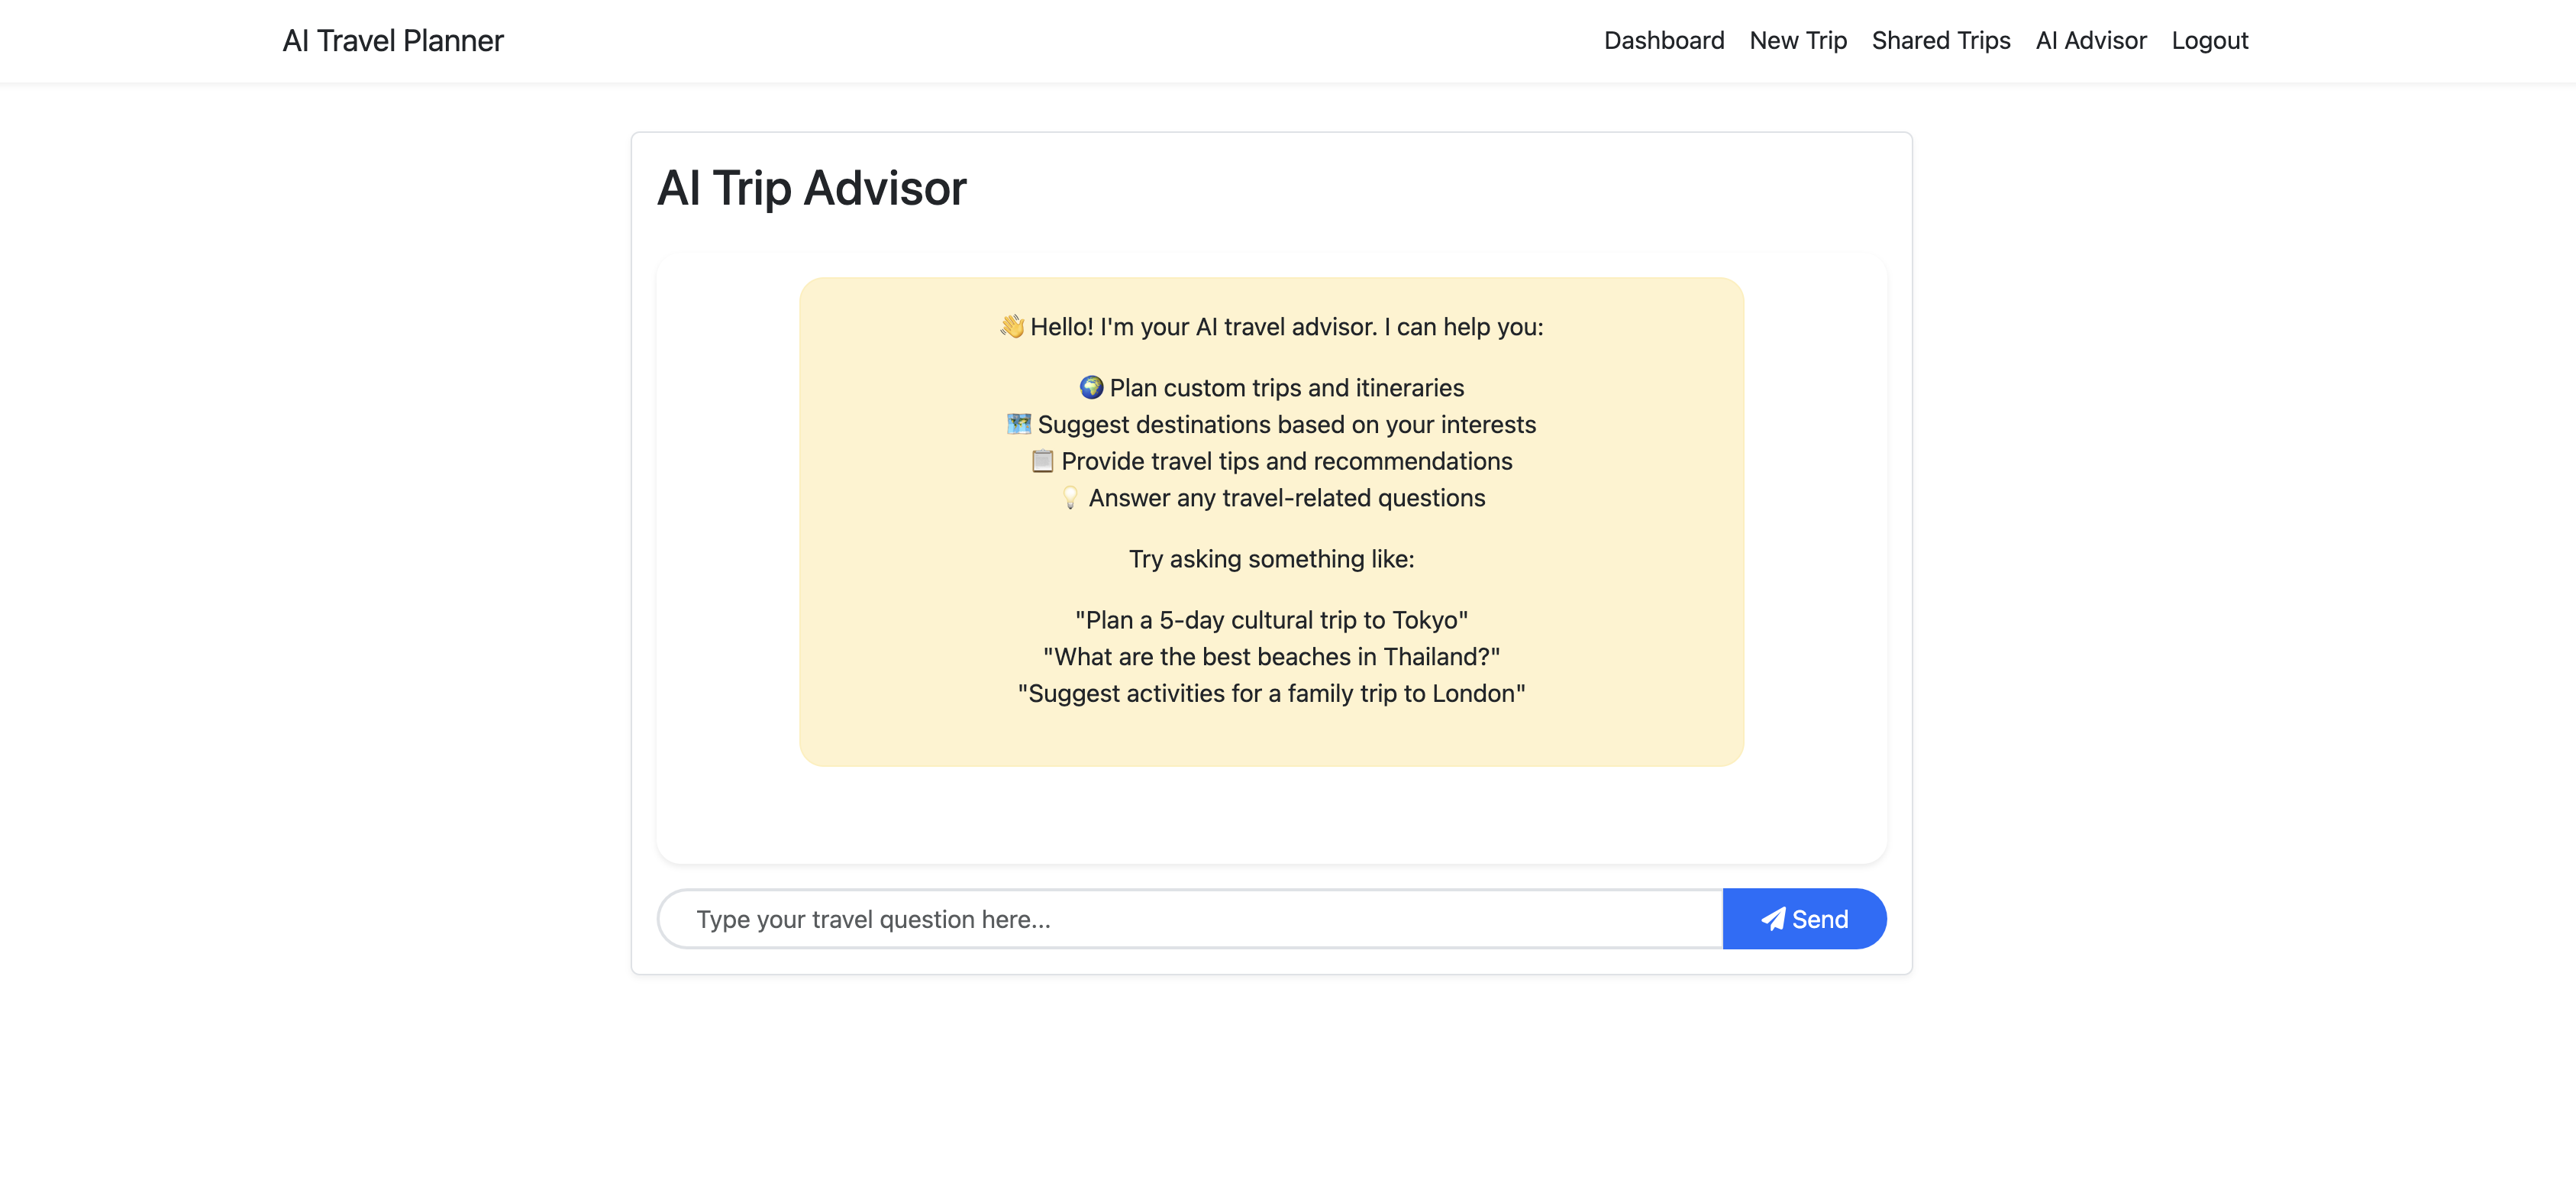 AI Travel Planner
Dashboard New Trip Shared Trips AI Advisor Logout
AI Trip Advisor
👋 Hello! I'm your AI travel advisor. I can help you:
🌍 Plan custom trips and itineraries
🗺️ Suggest destinations based on your interests
📋 Provide travel tips and recommendations
💡 Answer any travel-related questions
Try asking something like:
"Plan a 5-day cultural trip to Tokyo"
"What are the best beaches in Thailand?"
"Suggest activities for a family trip to London"
Type your travel question here...
Send